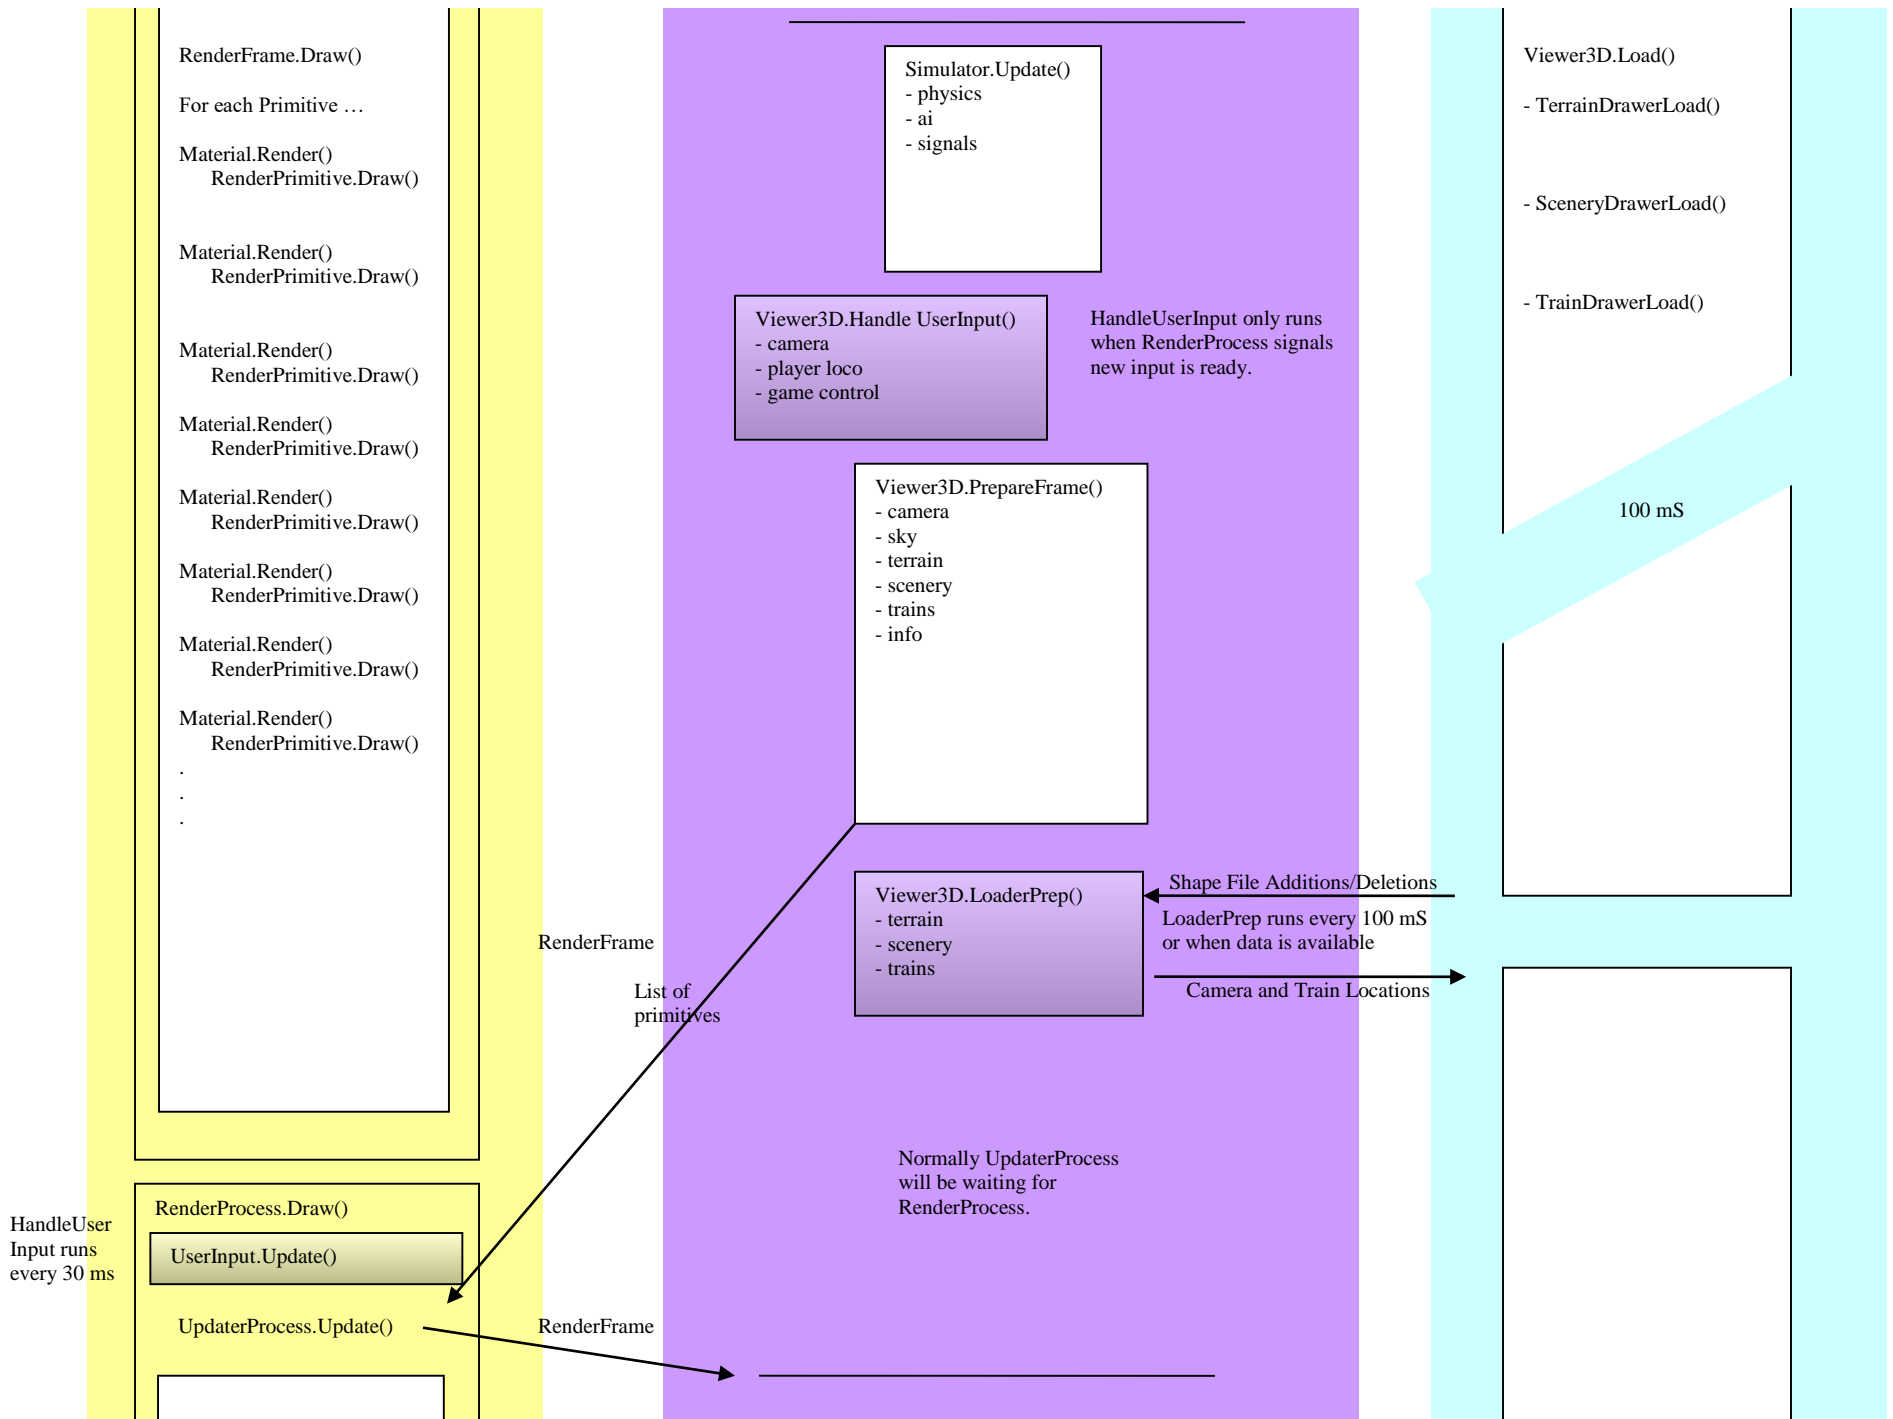 RenderFrame.Draw()
For each Primitive …
Material.Render()
RenderPrimitive.Draw()
Material.Render()
RenderPrimitive.Draw()
Material.Render()
RenderPrimitive.Draw()
Material.Render()
RenderPrimitive.Draw()
Material.Render()
RenderPrimitive.Draw()
Material.Render()
RenderPrimitive.Draw()
Material.Render()
RenderPrimitive.Draw()
Material.Render()
RenderPrimitive.Draw()
.
.
.
HandleUser
Input runs
every 30 ms
RenderProcess.Draw()
UserInput.Update()
UpdaterProcess.Update()
RenderFrame
List of
primitives
RenderFrame
Simulator.Update()
- physics
- ai
- signals
Viewer3D.Handle UserInput()
- camera
- player loco
- game control
HandleUserInput only runs
when RenderProcess signals
new input is ready.
Viewer3D.PrepareFrame()
- camera
- sky
- terrain
- scenery
- trains
- info
Viewer3D.LoaderPrep()
- terrain
- scenery
- trains
Shape File Additions/Deletions
LoaderPrep runs every 100 mS
or when data is available
Camera and Train Locations
Normally UpdaterProcess
will be waiting for
RenderProcess.
Viewer3D.Load()
- TerrainDrawerLoad()
- SceneryDrawerLoad()
- TrainDrawerLoad()
100 mS